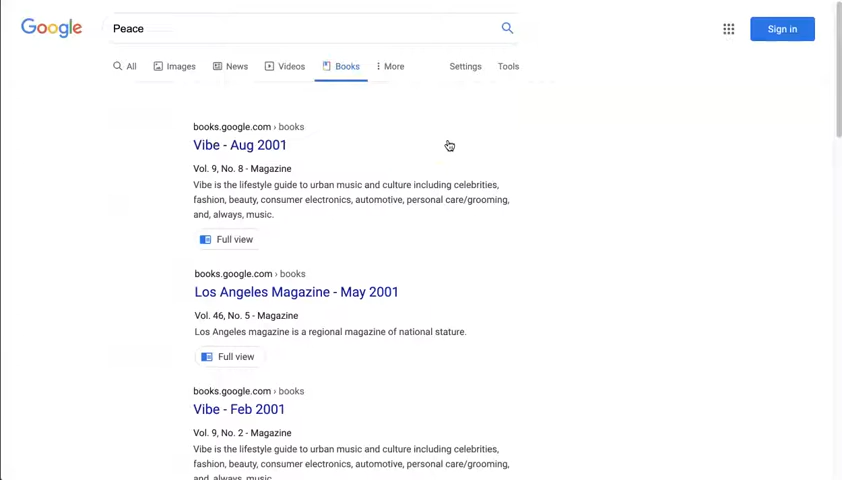 Google
Peace
Sign in
All
Images
News
Videos
Books
More
Settings
Tools
books.google.com › books
Vibe - Aug 2001
Vol. 9, No. 8 - Magazine
Vibe is the lifestyle guide to urban music and culture including celebrities,
fashion, beauty, consumer electronics, automotive, personal care/grooming,
and, always, music.
Full view
books.google.com › books
Los Angeles Magazine - May 2001
Vol. 46, No. 5 - Magazine
Los Angeles magazine is a regional magazine of national stature.
Full view
books.google.com › books
Vibe - Feb 2001
Vol. 9, No. 2 - Magazine
Vibe is the lifestyle guide to urban music and culture including celebrities,
fashion, beauty, consumer electronics, automotive, personal care/grooming,
and, always, music.